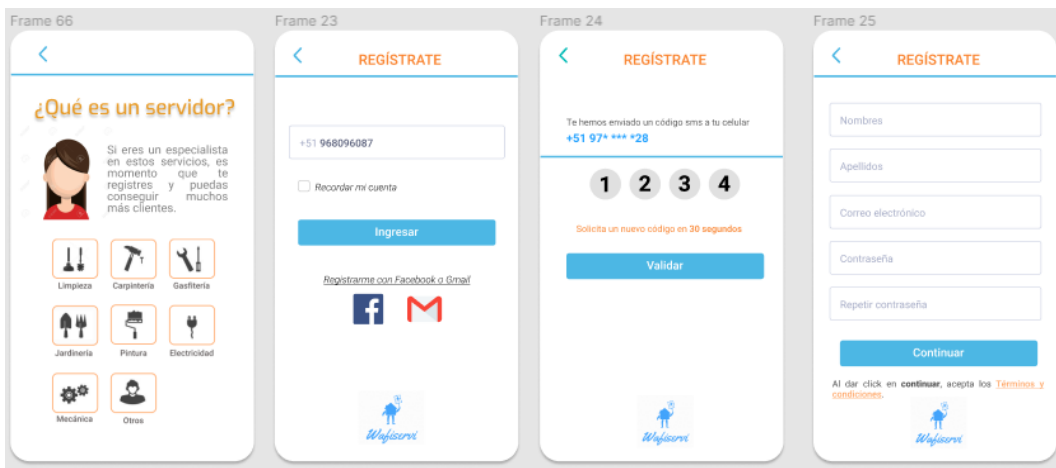 Frame 66
¿Qué es un servidor?
Si eres un especialista
en estos servicios, es
momento que te
registres y puedas
conseguir muchos
más clientes.
Limpieza Carpintería Gasfitería
Jardinería Pintura Electricidad
Mecánica Otros
Frame 23
REGÍSTRATE
+51 968096087
Recordar mi cuenta
Ingresar
Registrarme con Facebook o Gmail
Wafiservi
Frame 24
REGÍSTRATE
Te hemos enviado un código sms a tu celular
+51 97* *** *28
1 2 3 4
Solicita un nuevo código en 30 segundos
Validar
Wafiservi
Frame 25
REGÍSTRATE
Nombres
Apellidos
Correo electrónico
Contraseña
Repetir contraseña
Continuar
Al dar click en continuar, acepta los Términos y
condiciones.
Wafiservi